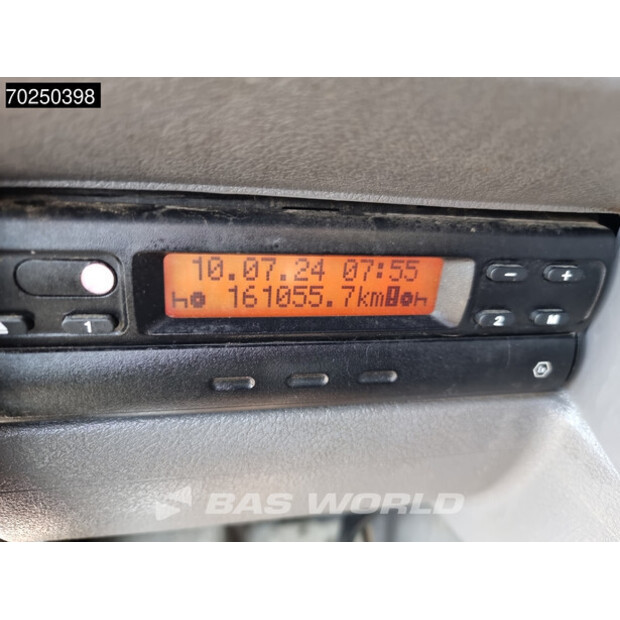 70250398
10.07.24 07:55
161055.7km
- +
1
2 M
BAS WORLD